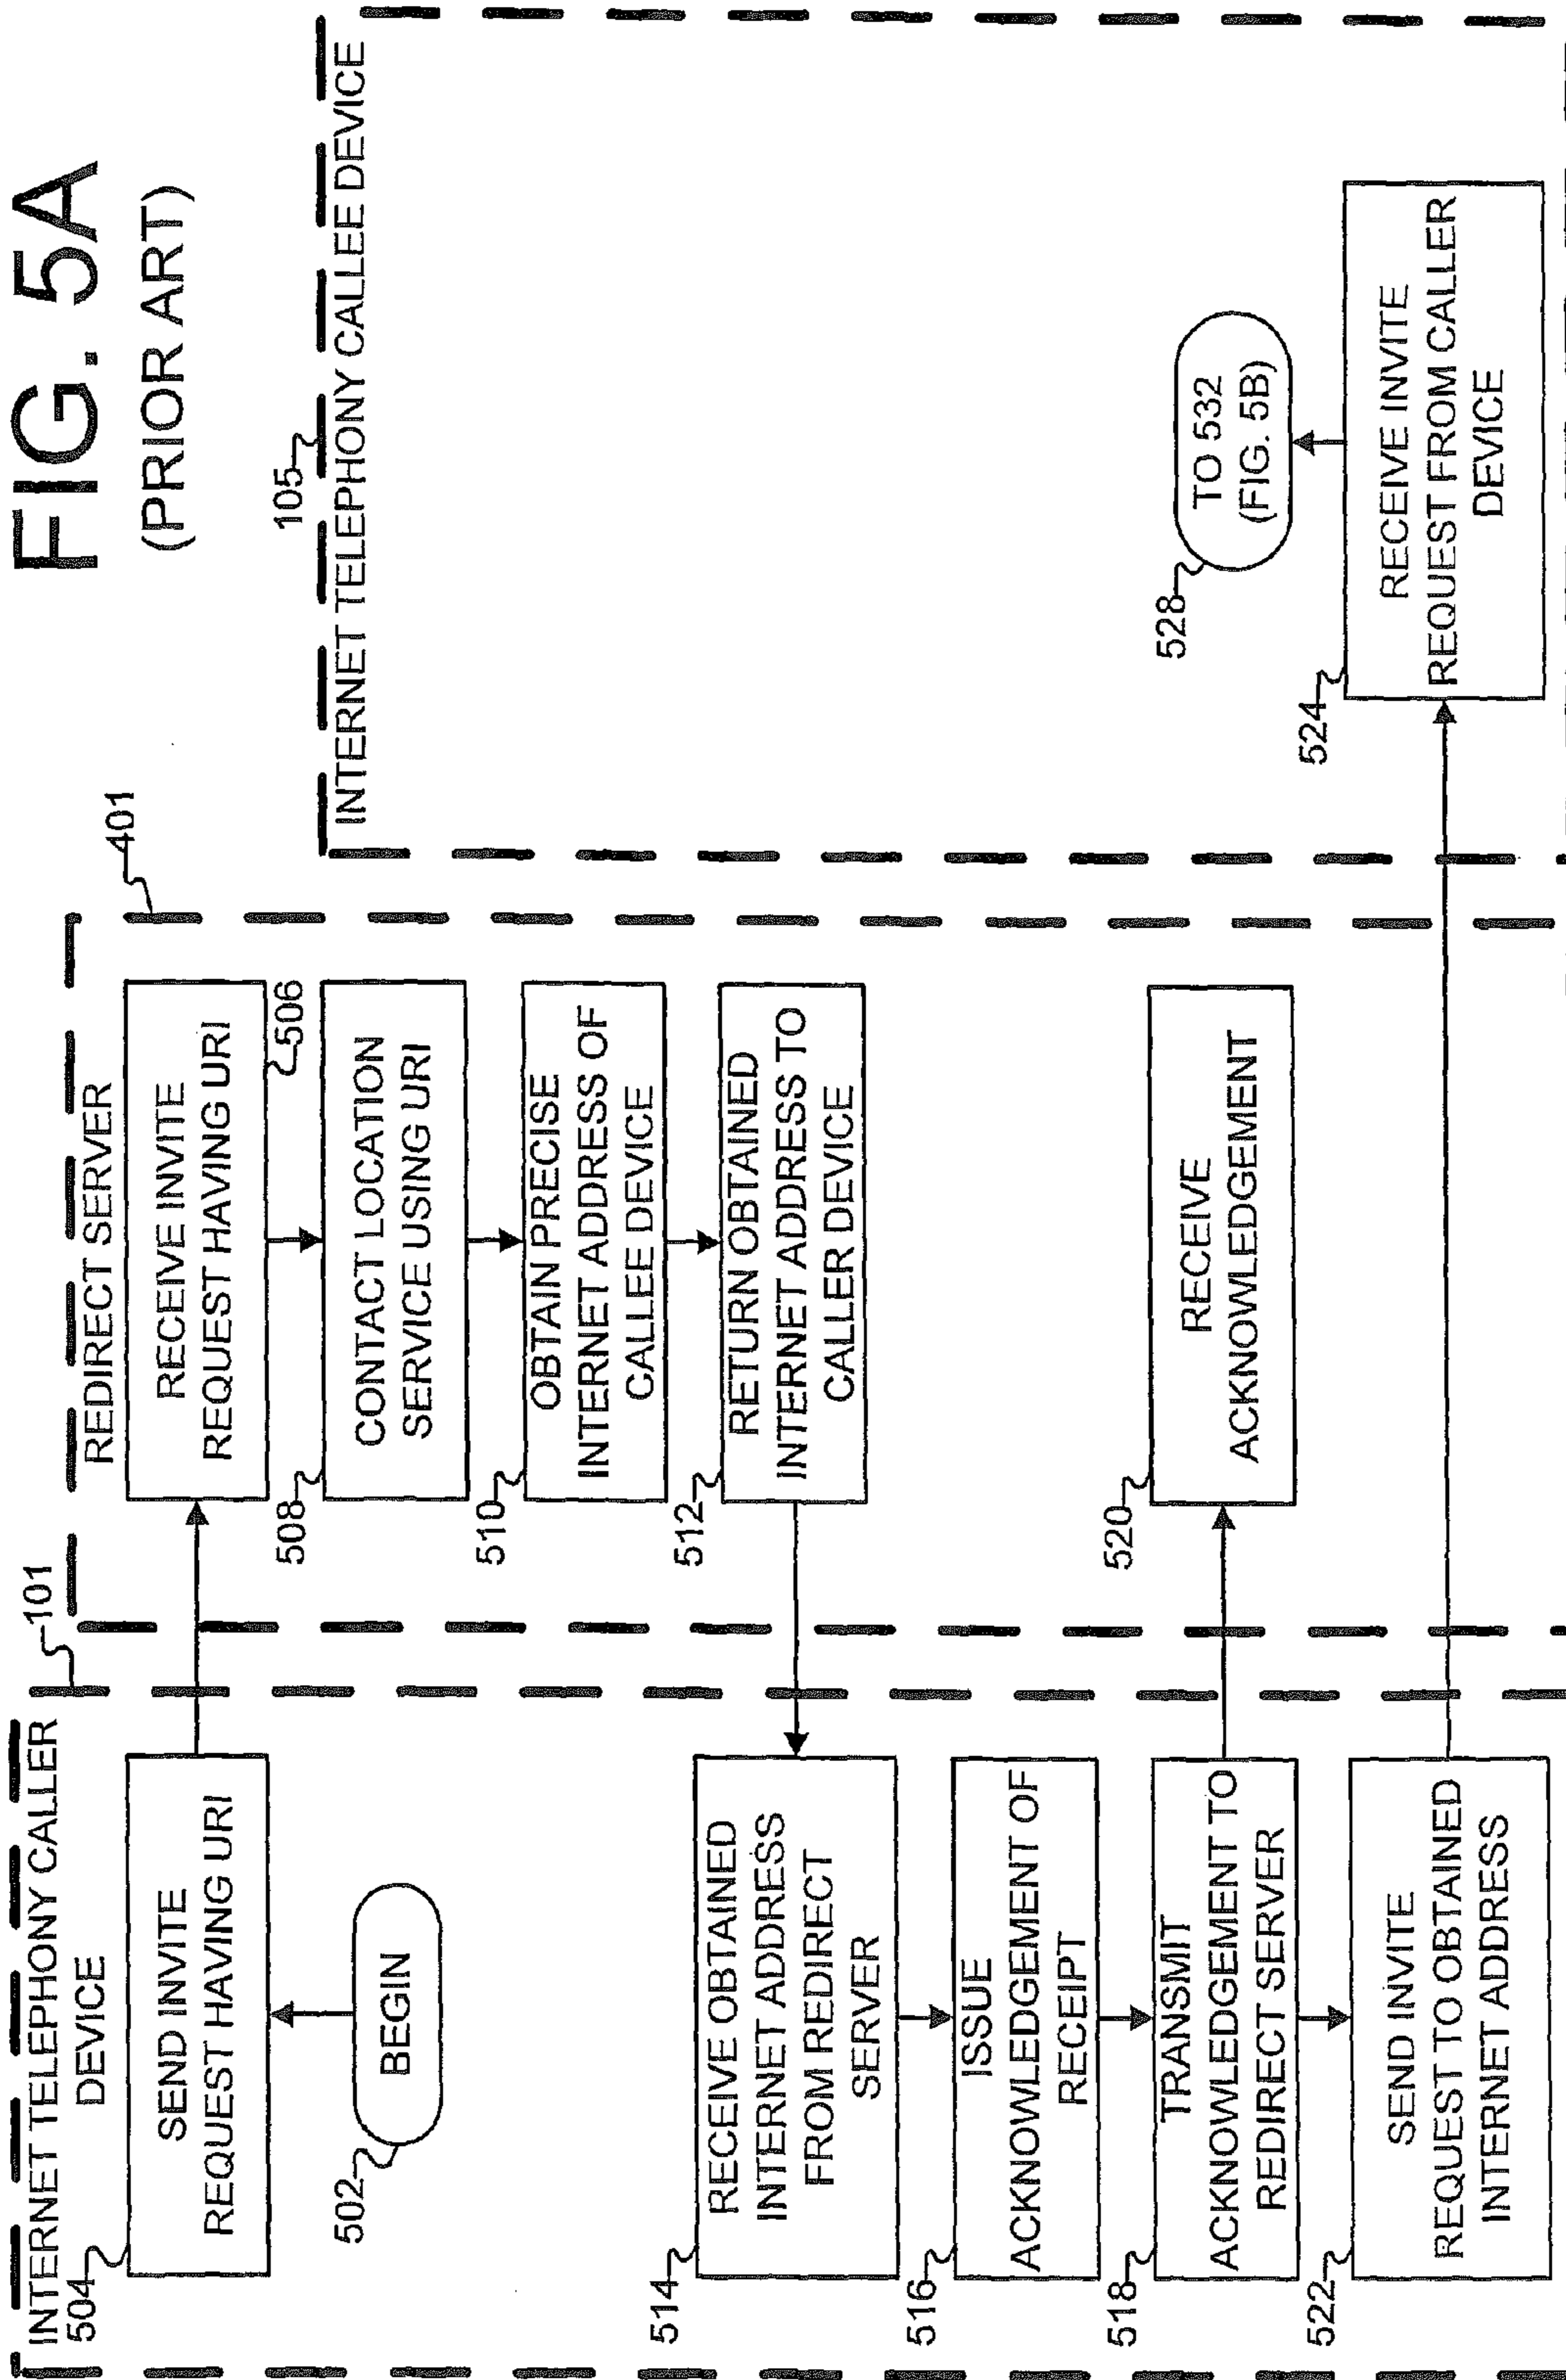 FIG. 5A
(PRIOR ART)
101
INTERNET TELEPHONY CALLER
DEVICE
504
SEND INVITE
REQUEST HAVING URI
502
BEGIN
514
RECEIVE OBTAINED
INTERNET ADDRESS
FROM REDIRECT
SERVER
516
ISSUE
ACKNOWLEDGEMENT OF
RECEIPT
518
TRANSMIT
ACKNOWLEDGEMENT TO
REDIRECT SERVER
522
SEND INVITE
REQUEST TO OBTAINED
INTERNET ADDRESS
401
REDIRECT SERVER
RECEIVE INVITE
REQUEST HAVING URI
506
508
CONTACT LOCATION
SERVICE USING URI
510
OBTAIN PRECISE
INTERNET ADDRESS OF
CALLEE DEVICE
512
RETURN OBTAINED
INTERNET ADDRESS TO
CALLER DEVICE
520
RECEIVE
ACKNOWLEDGEMENT
105
INTERNET TELEPHONY CALLEE DEVICE
528
TO 532
(FIG. 5B)
524
RECEIVE INVITE
REQUEST FROM CALLER
DEVICE